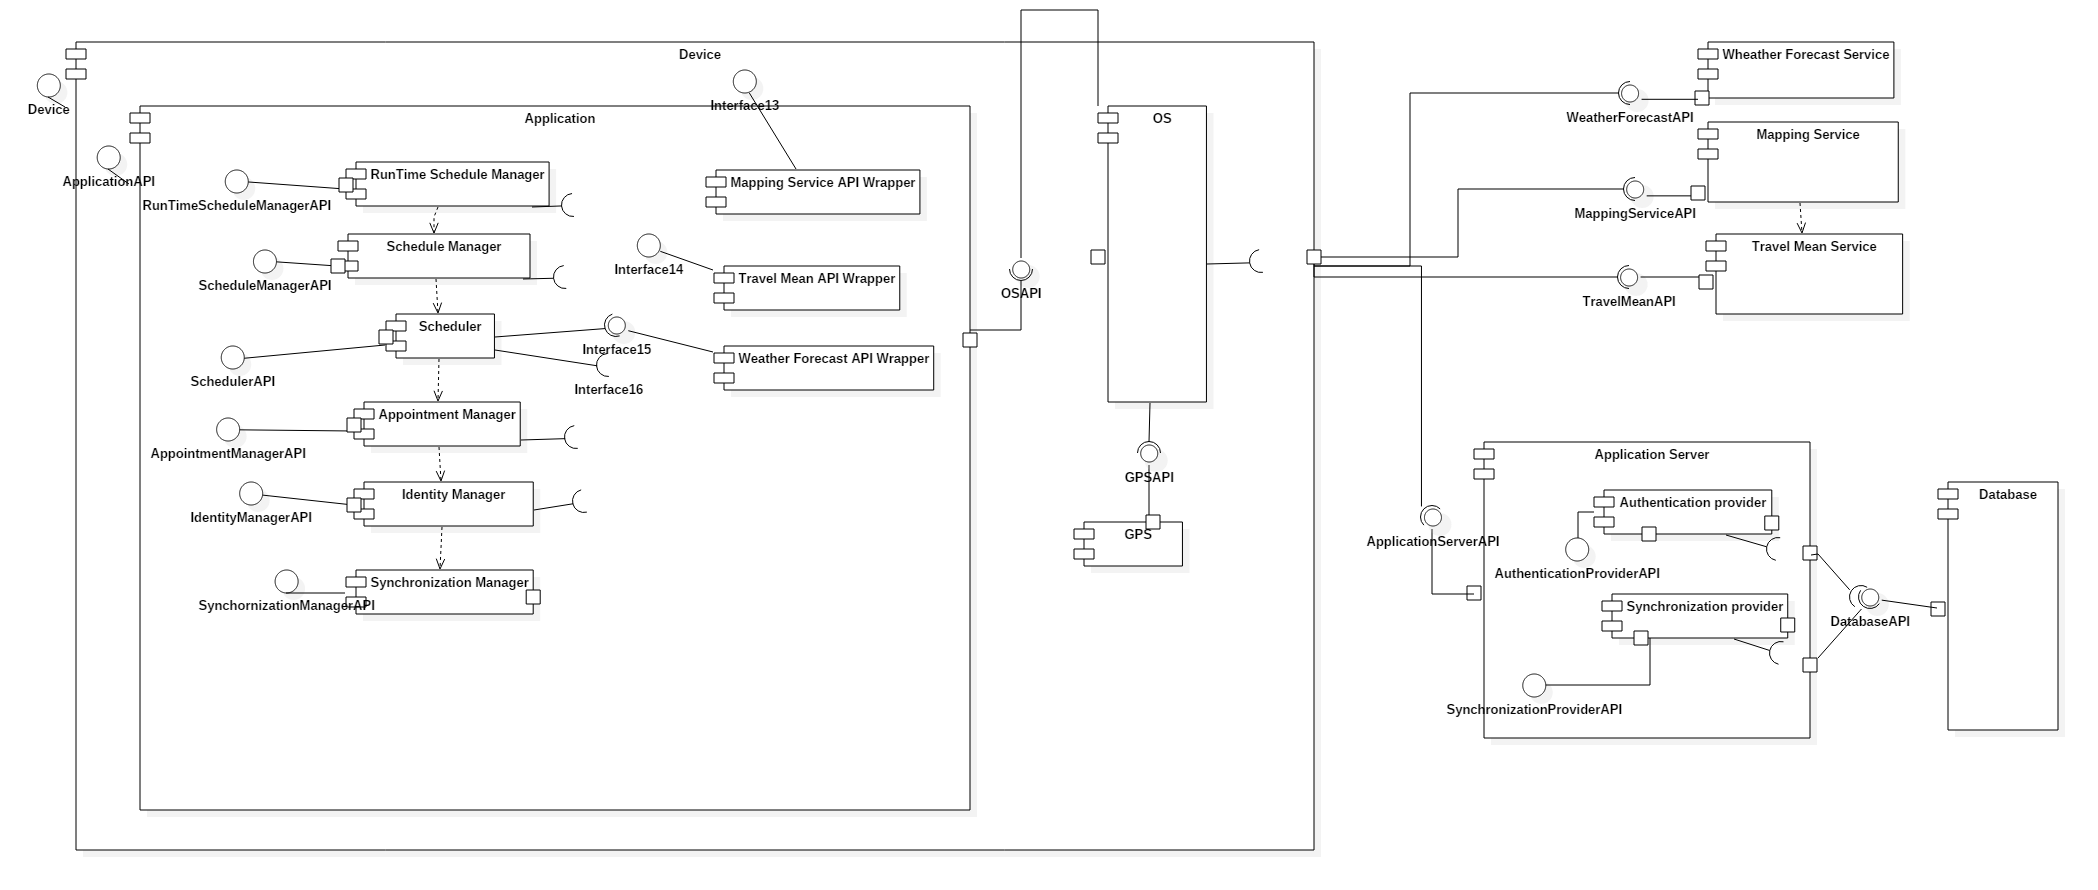 Device
Wheather Forecast Service
Device
Interface13
WeatherForecastAPI
Application
OS
Mapping Service
ApplicationAPI
RunTime Schedule Manager
Mapping Service API Wrapper
RunTimeScheduleManagerAPI
MappingServiceAPI
Schedule Manager
Travel Mean Service
Interface14
ScheduleManagerAPI
Travel Mean API Wrapper
OSAPI
TravelMeanAPI
Scheduler
Interface15
Weather Forecast API Wrapper
SchedulerAPI
Interface16
Appointment Manager
AppointmentManagerAPI
Application Server
GPSAPI
Identity Manager
Authentication provider
Database
IdentityManagerAPI
GPS
ApplicationServerAPI
AuthenticationProviderAPI
Synchronization Manager
SynchornizationManagerAPI
Synchronization provider
DatabaseAPI
SynchronizationProviderAPI